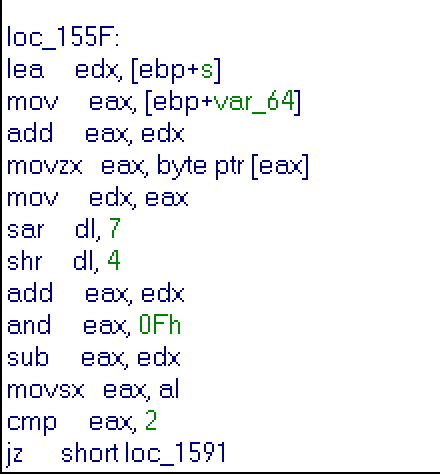 loc_155F:
lea edx, [ebp+s]
mov eax, [ebp+var_64]
add eax, edx
movzx eax, byte ptr [eax]
mov edx, eax
sar dl, 7
shr dl, 4
add eax, edx
and eax, 0Fh
sub eax, edx
movsx eax, al
cmp eax, 2
jz short loc_1591